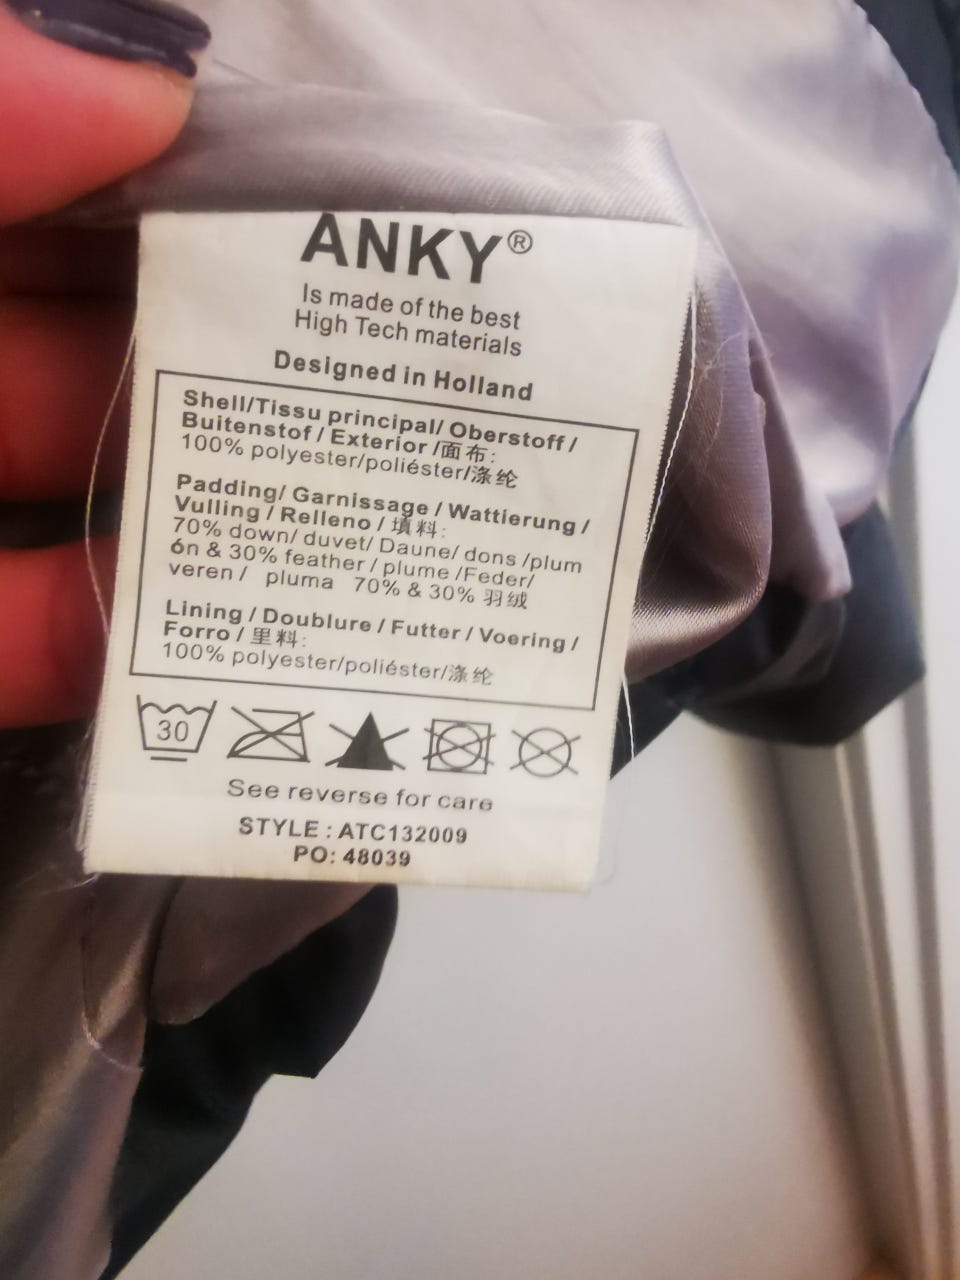 ANKY®
Is made of the best
High Tech materials
Designed in Holland
Shell/Tissu principal/ Oberstoff /
Buitenstof / Exterior /面布:
100% polyester/poliéster/涤纶
Padding/ Garnissage / Wattierung /
Vulling / Relleno / 填料:
70% down/ duvet/ Daune/ dons /plum
ón & 30% feather / plume /Feder/
veren / pluma 70% & 30% 羽绒
Lining / Doublure / Futter / Voering /
Forro / 里料:
100% polyester/poliéster/涤纶
30
See reverse for care
STYLE : ATC132009
PO: 48039